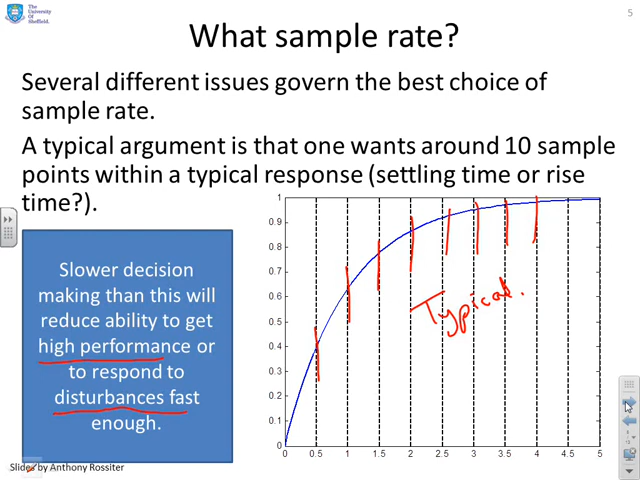 The
University
Of
Sheffield.
5
What sample rate?
Several different issues govern the best choice of
sample rate.
A typical argument is that one wants around 10 sample
points within a typical response (settling time or rise
time?).
Slower decision
making than this will
reduce ability to get
high performance or
to respond to
disturbances fast
enough.
1
0.9
0.8
0.7
0.6
0.5
0.4
0.3
0.2
0.1
0
Typical.
0 0.5 1 1.5 2 2.5 3 3.5 4 4.5 5
Slides by Anthony Rossiter